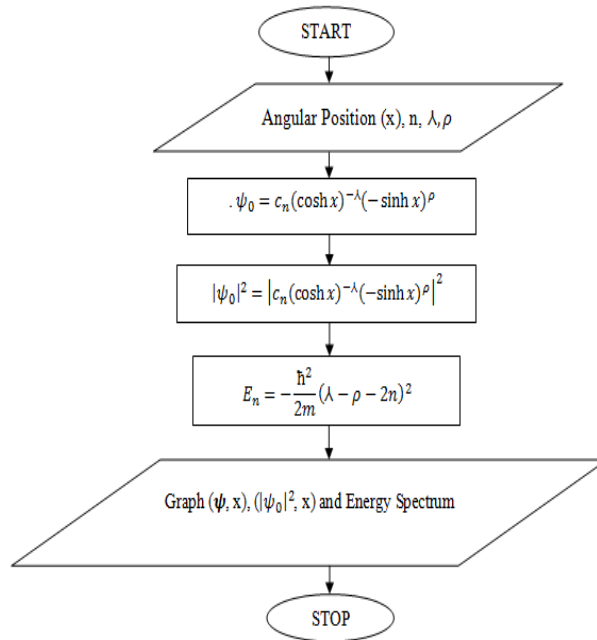 START
Angular Position (x), n, ⅄, ρ
. ψ₀ = cₙ(cosh x)^{-⅄}(−sinh x)^ρ
|ψ₀|² = |cₙ(cosh x)^{-⅄}(−sinh x)^ρ|²
Eₙ = −ħ²/2m (⅄ − ρ − 2n)²
Graph (ψ, x), (|ψ₀|², x) and Energy Spectrum
STOP